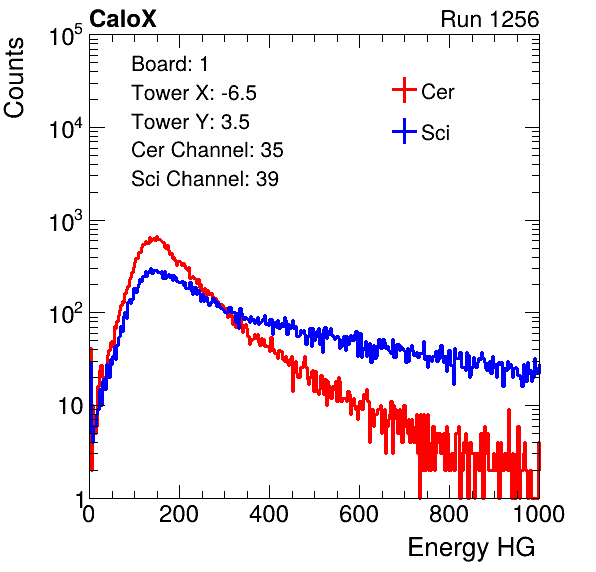 CaloX Run 1256
Counts
10^5
10^4
10^3
10^2
10
1
Board: 1
Tower X: -6.5
Tower Y: 3.5
Cer Channel: 35
Sci Channel: 39
Cer
Sci
0 200 400 600 800 1000
Energy HG